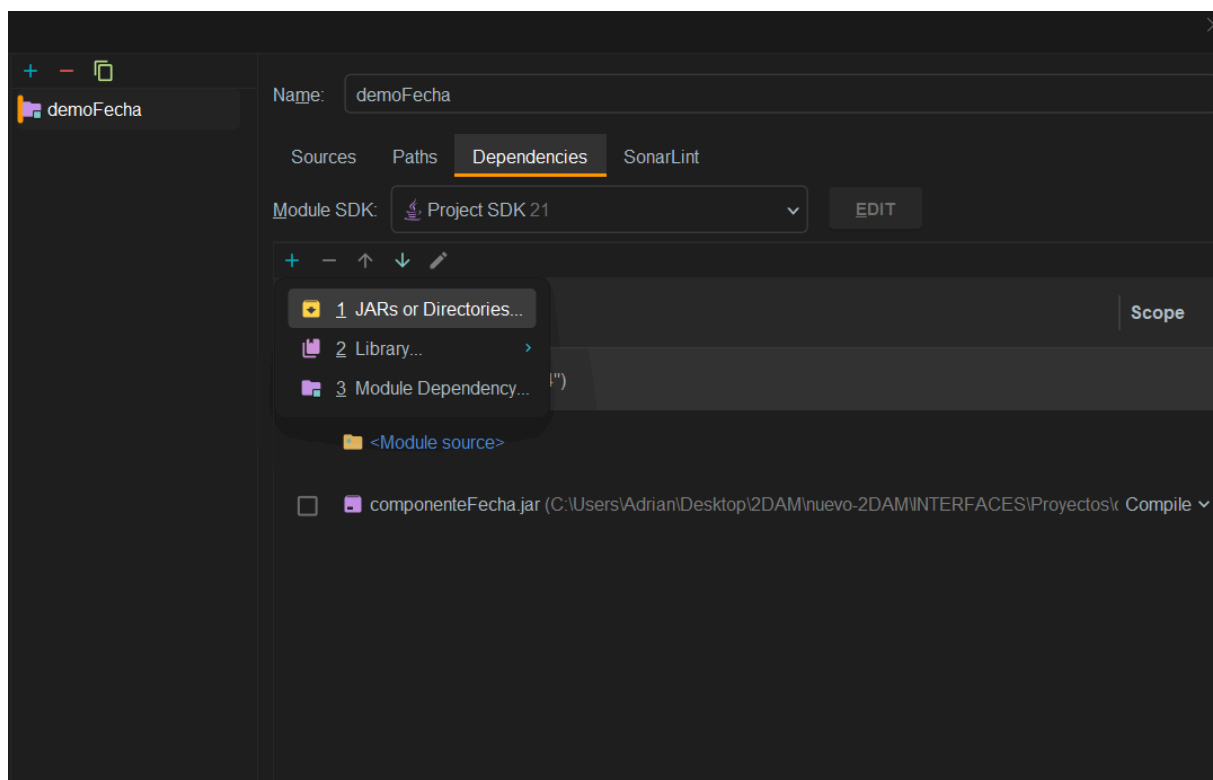 demoFecha
Name: demoFecha
Sources Paths Dependencies SonarLint
Module SDK: Project SDK 21 EDIT
1 JARs or Directories...
Scope
2 Library...
3 Module Dependency...
")
<Module source>
componenteFecha.jar (C:\Users\Adrian\Desktop\2DAM\nuevo-2DAM\INTERFACES\Proyectos\ Compile